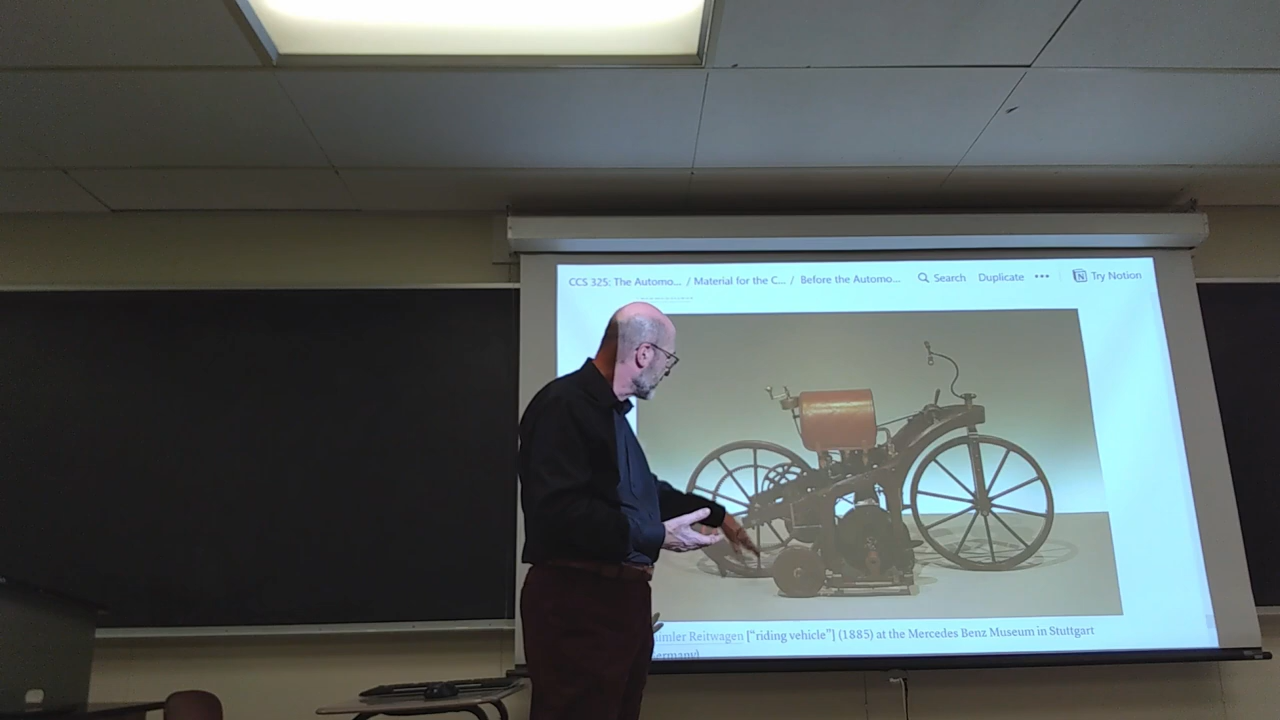 CCS 325: The Automo... / Material for the C... / Before the Automo... Search Duplicate ••• Try Notion
imler Reitwagen ["riding vehicle"] (1885) at the Mercedes Benz Museum in Stuttgart
ermany)